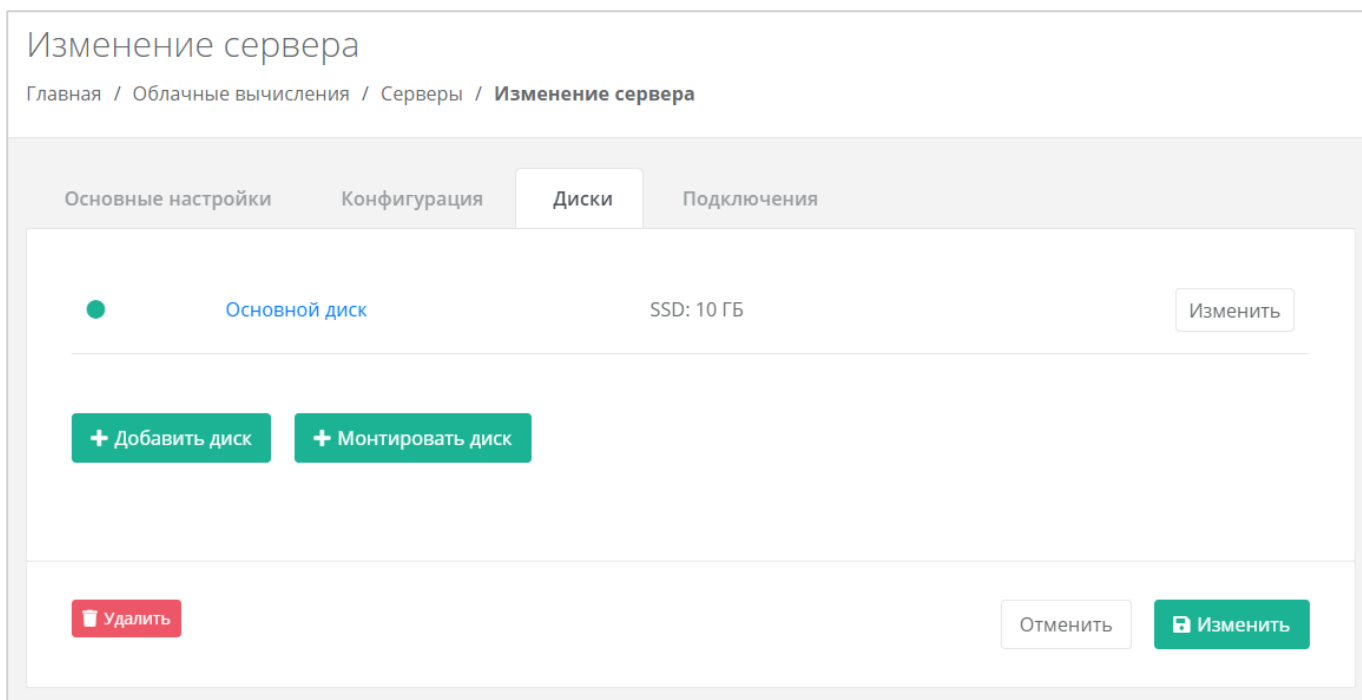 Изменение сервера
Главная / Облачные вычисления / Серверы / Изменение сервера
Основные настройки Конфигурация Диски Подключения
Основной диск SSD: 10 ГБ Изменить
+ Добавить диск + Монтировать диск
Удалить Отменить Изменить